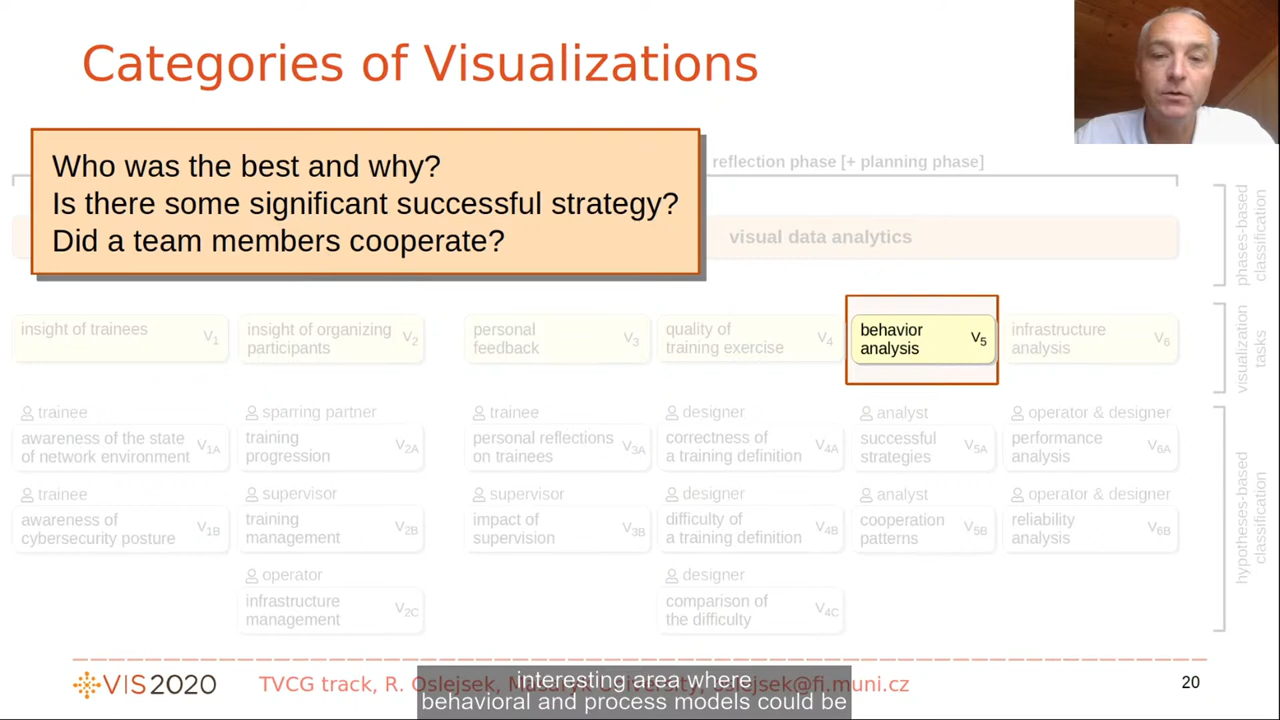 Categories of Visualizations
Who was the best and why?
Is there some significant successful strategy?
Did a team members cooperate?
reflection phase [+ planning phase]
visual data analytics
phases-based
classification
insight of trainees V1
insight of organizing
participants V2
personal
feedback V3
quality of
training exercise V4
behavior
analysis V5
infrastructure
analysis V6
visualization
tasks
trainee
awareness of the state
of network environment V1A
sparring partner
training
progression V2A
trainee
personal reflections
on trainees V3A
designer
correctness of
a training definition V4A
analyst
successful
strategies V5A
operator & designer
performance
analysis V6A
trainee
awareness of
cybersecurity posture V1B
supervisor
training
management V2B
supervisor
impact of
supervision V3B
designer
difficulty of
a training definition V4B
analyst
cooperation
patterns V5B
operator & designer
reliability
analysis V6B
operator
infrastructure
management V2C
designer
comparison of
the difficulty V4C
hypotheses-based
classification
VIS2020
TVCG track, R. Oslejsek,
@fi.muni.cz
20
interesting area where
behavioral and process models could be